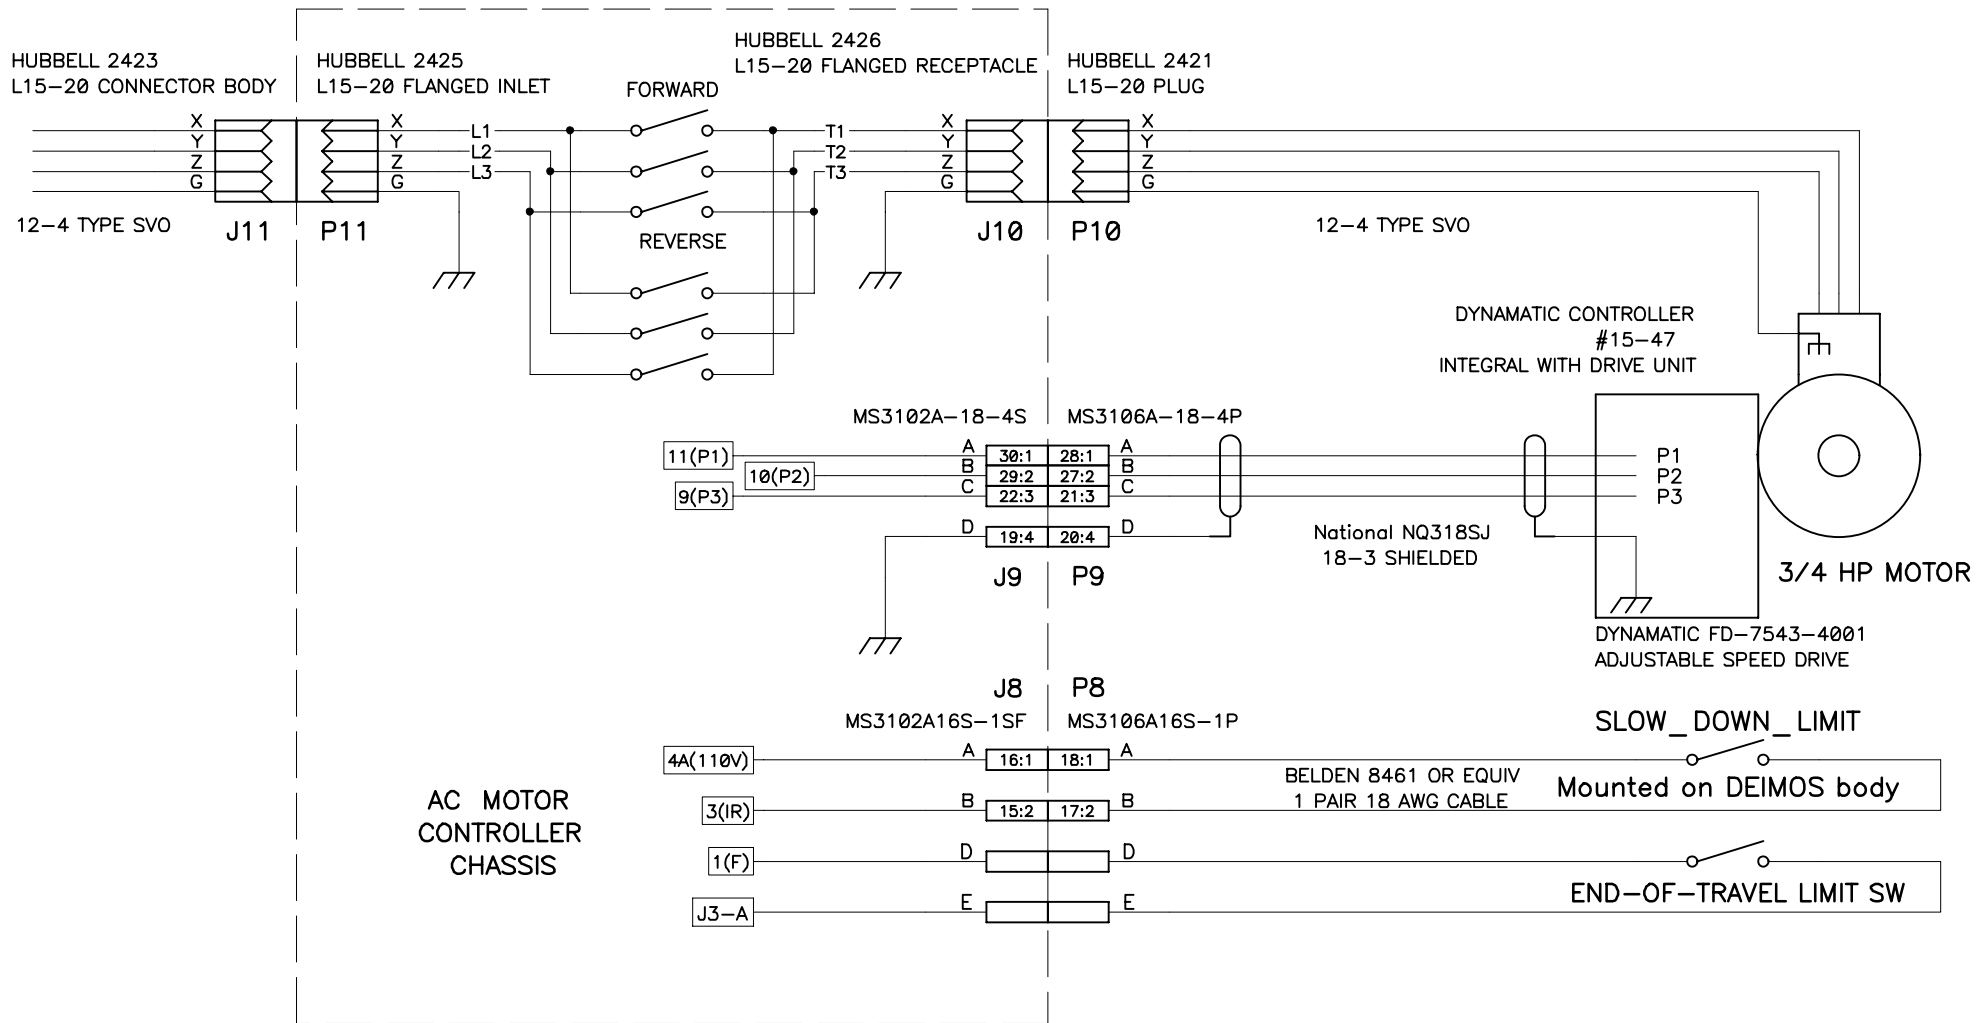 HUBBELL 2423
L15-20 CONNECTOR BODY
HUBBELL 2425
L15-20 FLANGED INLET
HUBBELL 2426
L15-20 FLANGED RECEPTACLE
HUBBELL 2421
L15-20 PLUG
FORWARD
X X L1 T1 X X
Y Y L2 T2 Y Y
Z Z L3 T3 Z Z
G G G G
12-4 TYPE SVO
J11 P11
REVERSE
J10 P10
12-4 TYPE SVO
DYNAMATIC CONTROLLER
#15-47
INTEGRAL WITH DRIVE UNIT
MS3102A-18-4S MS3106A-18-4P
11(P1) A 30:1 28:1 A P1
10(P2) B 29:2 27:2 B P2
9(P3) C 22:3 21:3 C P3
D 19:4 20:4 D
J9 P9
National NQ318SJ
18-3 SHIELDED
3/4 HP MOTOR
DYNAMATIC FD-7543-4001
ADJUSTABLE SPEED DRIVE
J8 P8
MS3102A16S-1SF MS3106A16S-1P
SLOW_DOWN_LIMIT
4A(110V) A 16:1 18:1 A
BELDEN 8461 OR EQUIV
1 PAIR 18 AWG CABLE
Mounted on DEIMOS body
3(IR) B 15:2 17:2 B
1(F) D D
END-OF-TRAVEL LIMIT SW
J3-A E E
AC MOTOR
CONTROLLER
CHASSIS